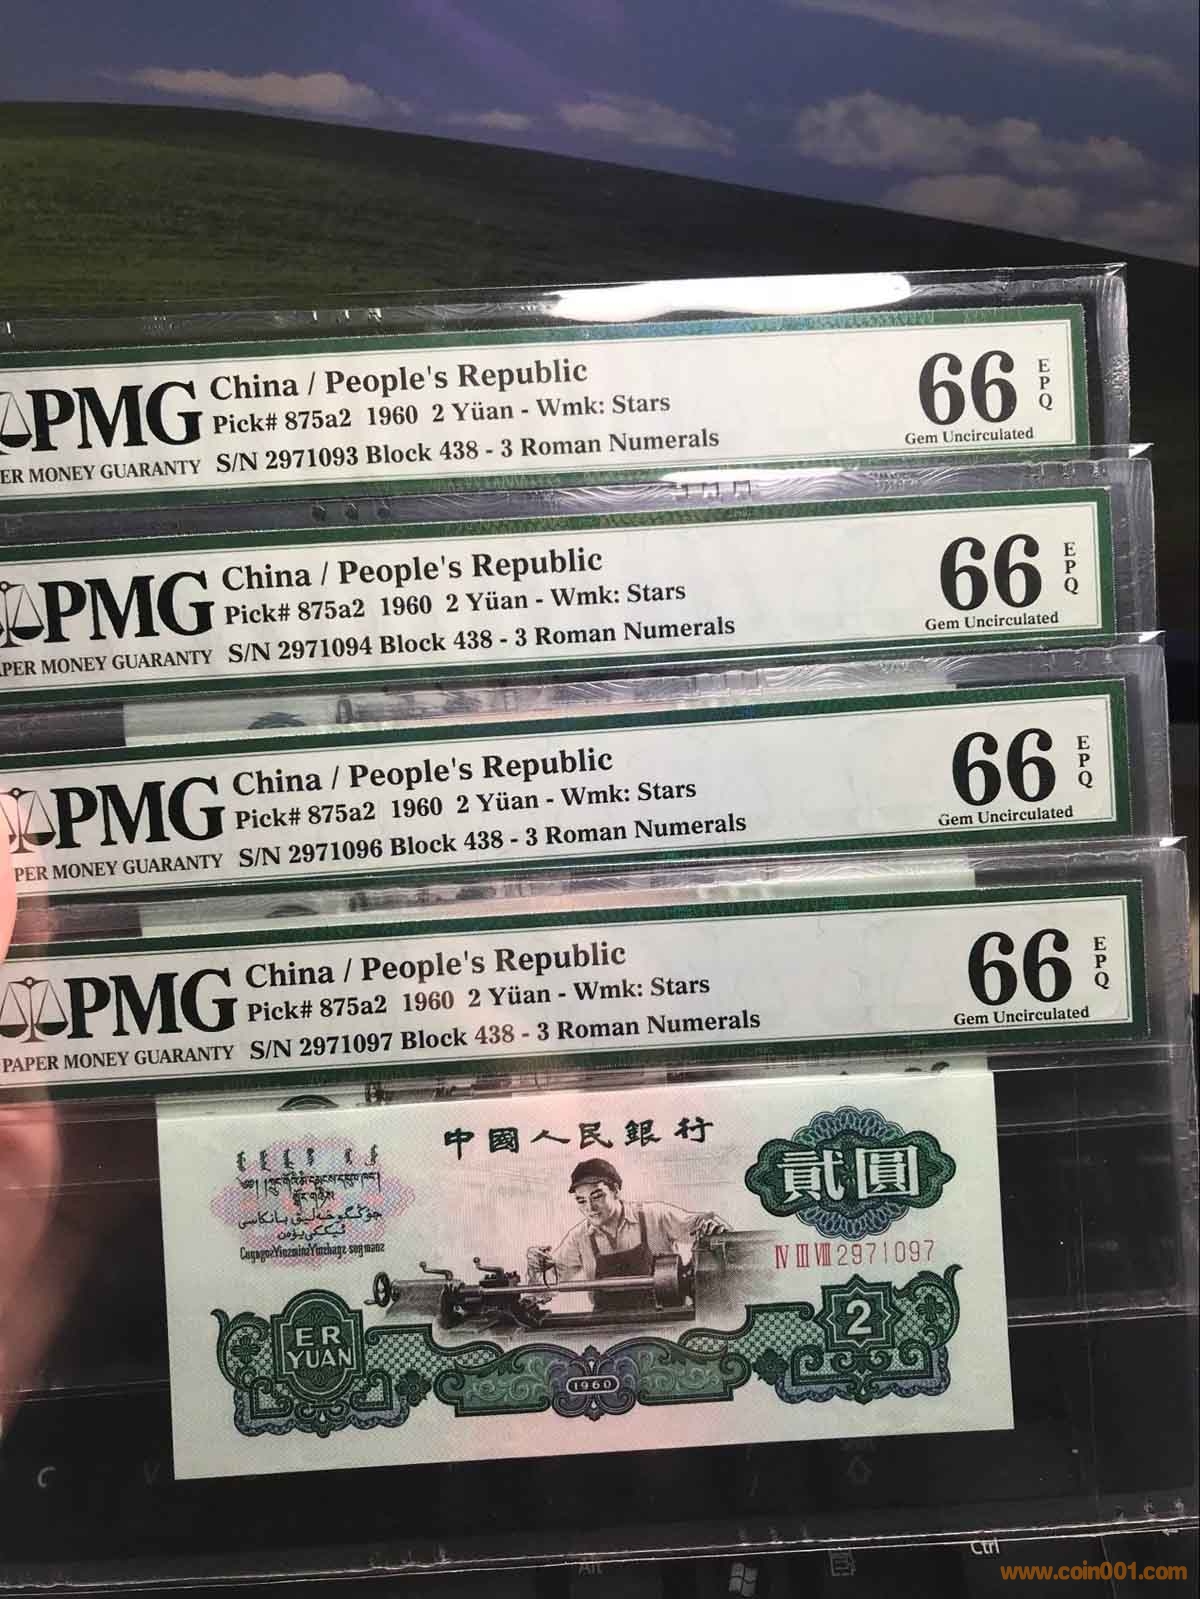 PMG
China / People's Republic
Pick# 875a2 1960 2 Yüan - Wmk: Stars
ER MONEY GUARANTY
S/N 2971093 Block 438 - 3 Roman Numerals
66
EPQ
Gem Uncirculated
PMG
China / People's Republic
Pick# 875a2 1960 2 Yüan - Wmk: Stars
PER MONEY GUARANTY
S/N 2971094 Block 438 - 3 Roman Numerals
66
EPQ
Gem Uncirculated
PMG
China / People's Republic
Pick# 875a2 1960 2 Yüan - Wmk: Stars
PER MONEY GUARANTY
S/N 2971096 Block 438 - 3 Roman Numerals
66
EPQ
Gem Uncirculated
PMG
China / People's Republic
Pick# 875a2 1960 2 Yüan - Wmk: Stars
PAPER MONEY GUARANTY
S/N 2971097 Block 438 - 3 Roman Numerals
66
EPQ
Gem Uncirculated
中國人民銀行
貳圓
IV III VIII 2971097
ER
YUAN
2
1960
C
V
Alt
Ctrl
www.coin001.com